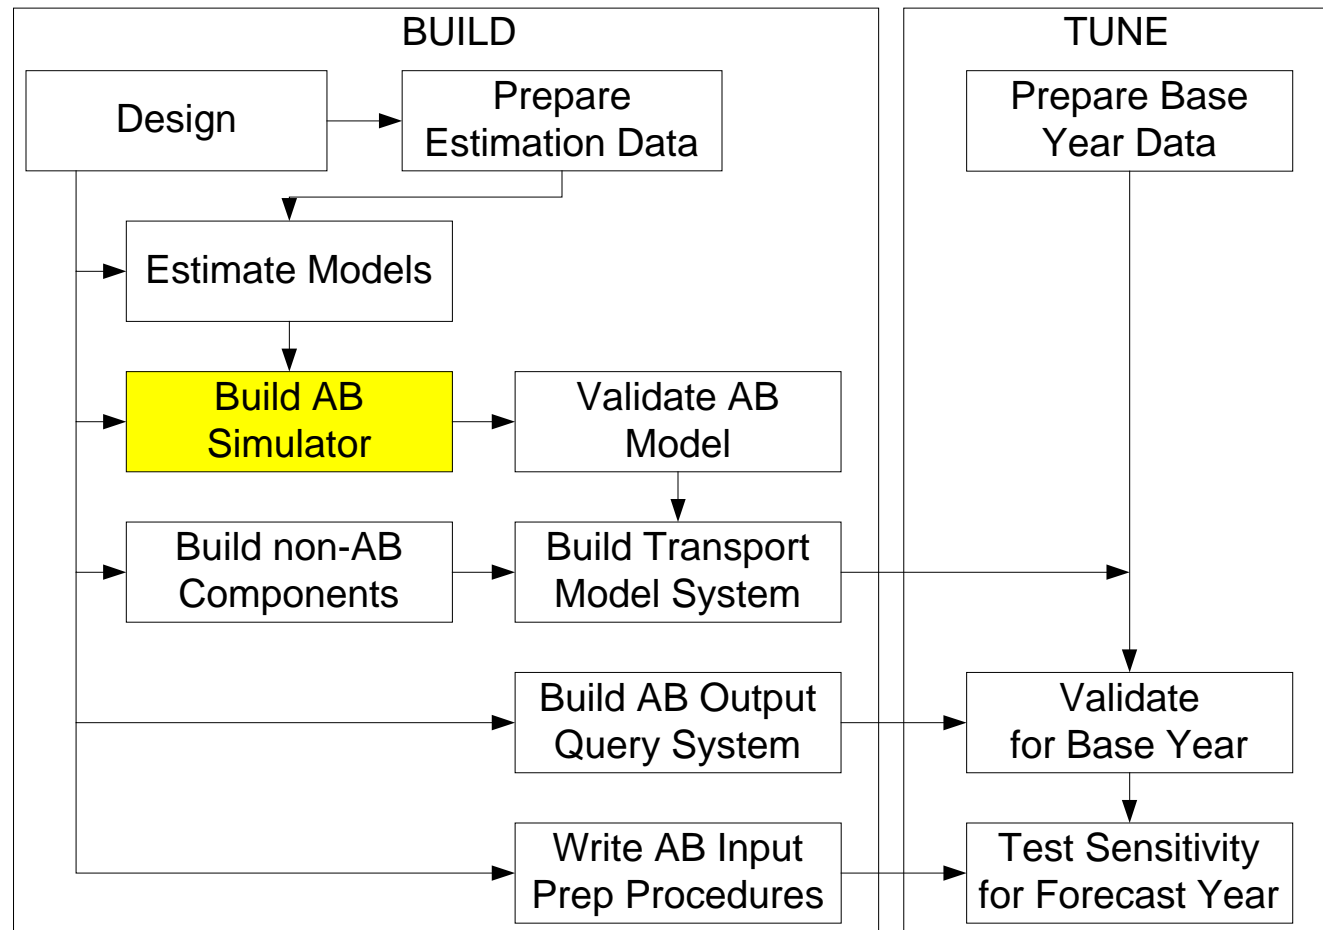 BUILD
TUNE
Design
Prepare
Estimation Data
Prepare Base
Year Data
Estimate Models
Build AB
Simulator
Validate AB
Model
Build non-AB
Components
Build Transport
Model System
Build AB Output
Query System
Validate
for Base Year
Write AB Input
Prep Procedures
Test Sensitivity
for Forecast Year